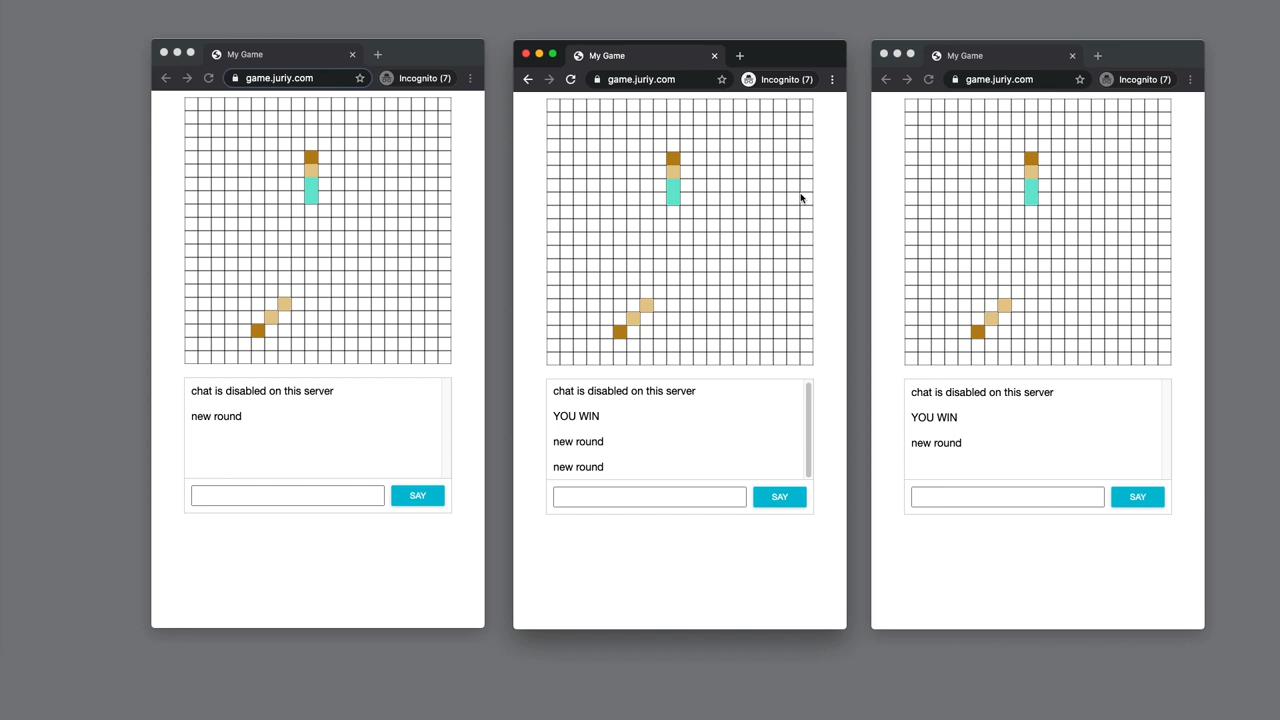 My Game
game.juriy.com
Incognito (7)
chat is disabled on this server
new round
SAY
My Game
game.juriy.com
Incognito (7)
chat is disabled on this server
YOU WIN
new round
new round
SAY
My Game
game.juriy.com
Incognito (7)
chat is disabled on this server
YOU WIN
new round
SAY